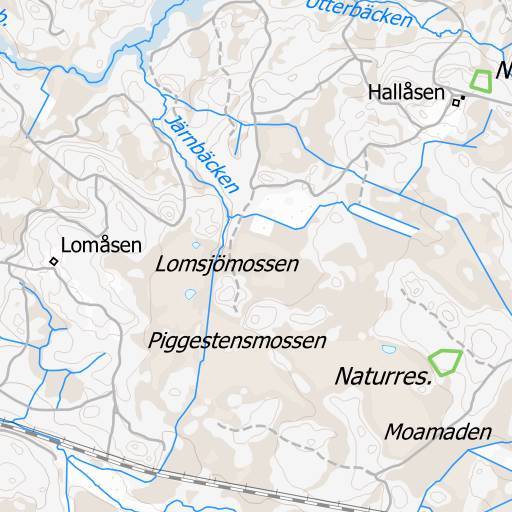 Utterbäcken
b.
N
Hallåsen
Järnbäcken
Lomåsen
Lomsjömossen
Piggestensmossen
Naturres.
Moamaden